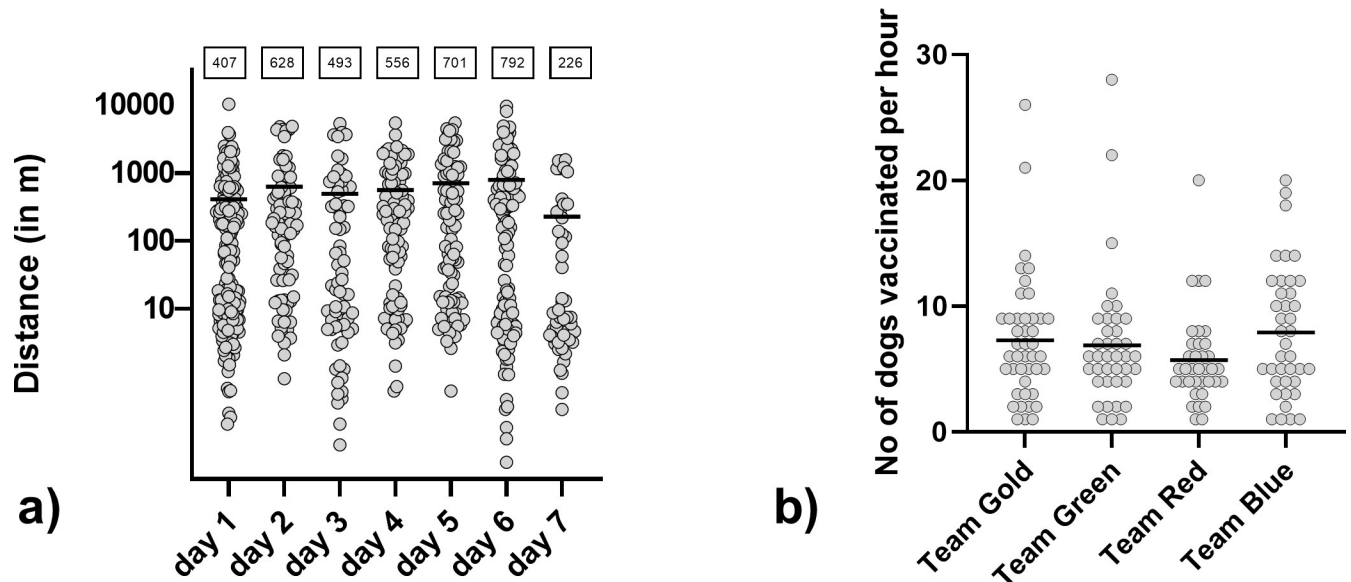 407 628 493 556 701 792 226
10000
1000
100
10
Distance (in m)
day 1 day 2 day 3 day 4 day 5 day 6 day 7
a)
No of dogs vaccinated per hour
30
20
10
0
Team Gold Team Green Team Red Team Blue
b)